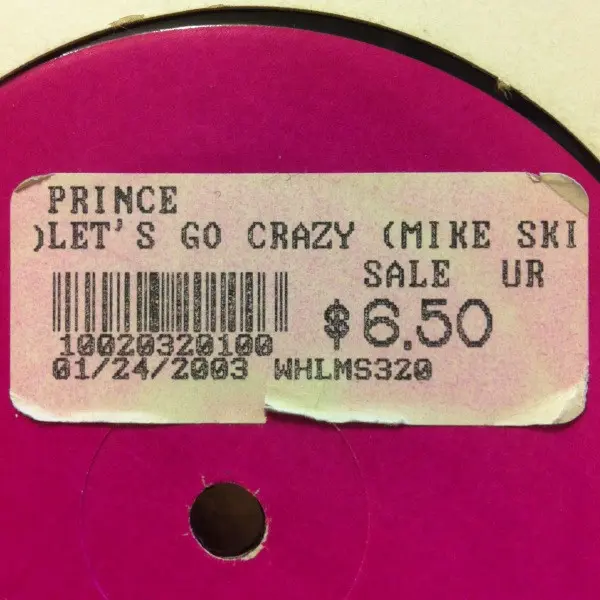 PRINCE
)LET'S GO CRAZY (MIKE SKI
SALE UR
$6.50
10020320100
01/24/2003 WHLMS320